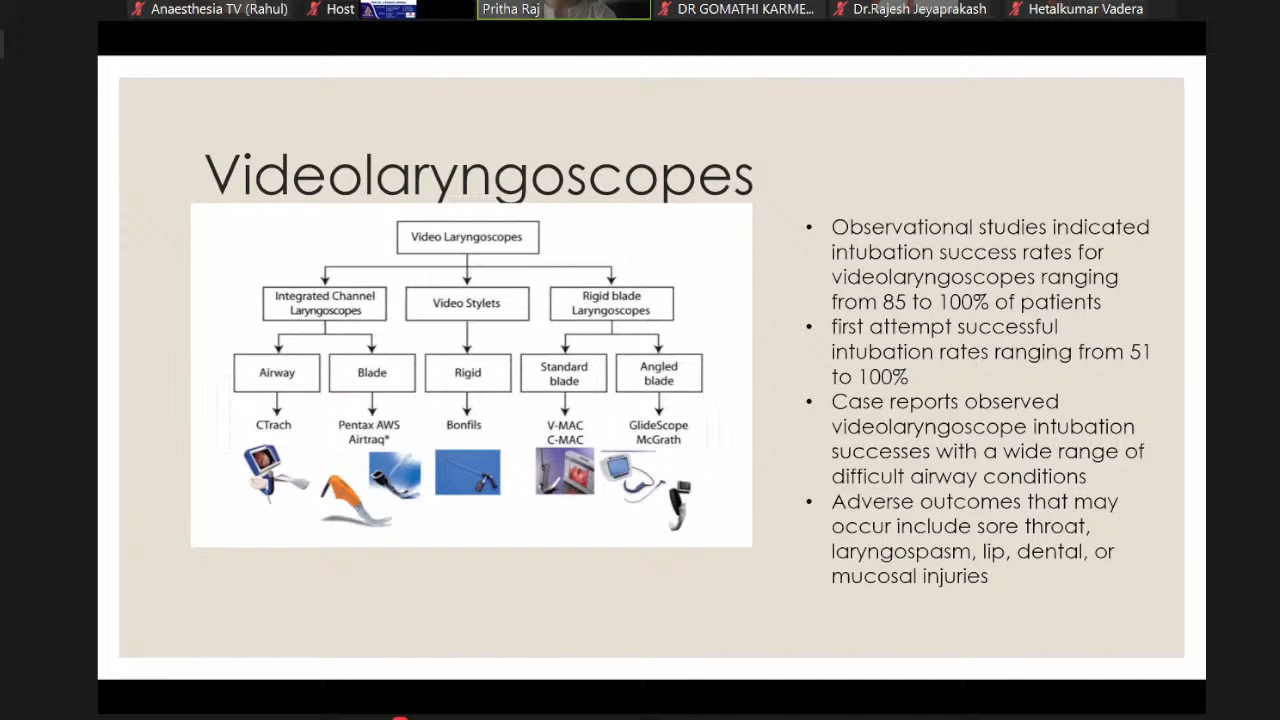 Anaesthesia TV (Rahul)
Host
Pritha Raj
DR GOMATHI KARME...
Dr.Rajesh Jeyaprakash
Hetalkumar Vadera
Videolaryngoscopes
Video Laryngoscopes
Integrated Channel
Laryngoscopes
Video Stylets
Rigid blade
Laryngoscopes
Airway
Blade
Rigid
Standard
blade
Angled
blade
CTrach
Pentax AWS
Airtraq*
Bonfils
V-MAC
C-MAC
GlideScope
McGrath
• Observational studies indicated
intubation success rates for
videolaryngoscopes ranging
from 85 to 100% of patients
• first attempt successful
intubation rates ranging from 51
to 100%
• Case reports observed
videolaryngoscope intubation
successes with a wide range of
difficult airway conditions
• Adverse outcomes that may
occur include sore throat,
laryngospasm, lip, dental, or
mucosal injuries